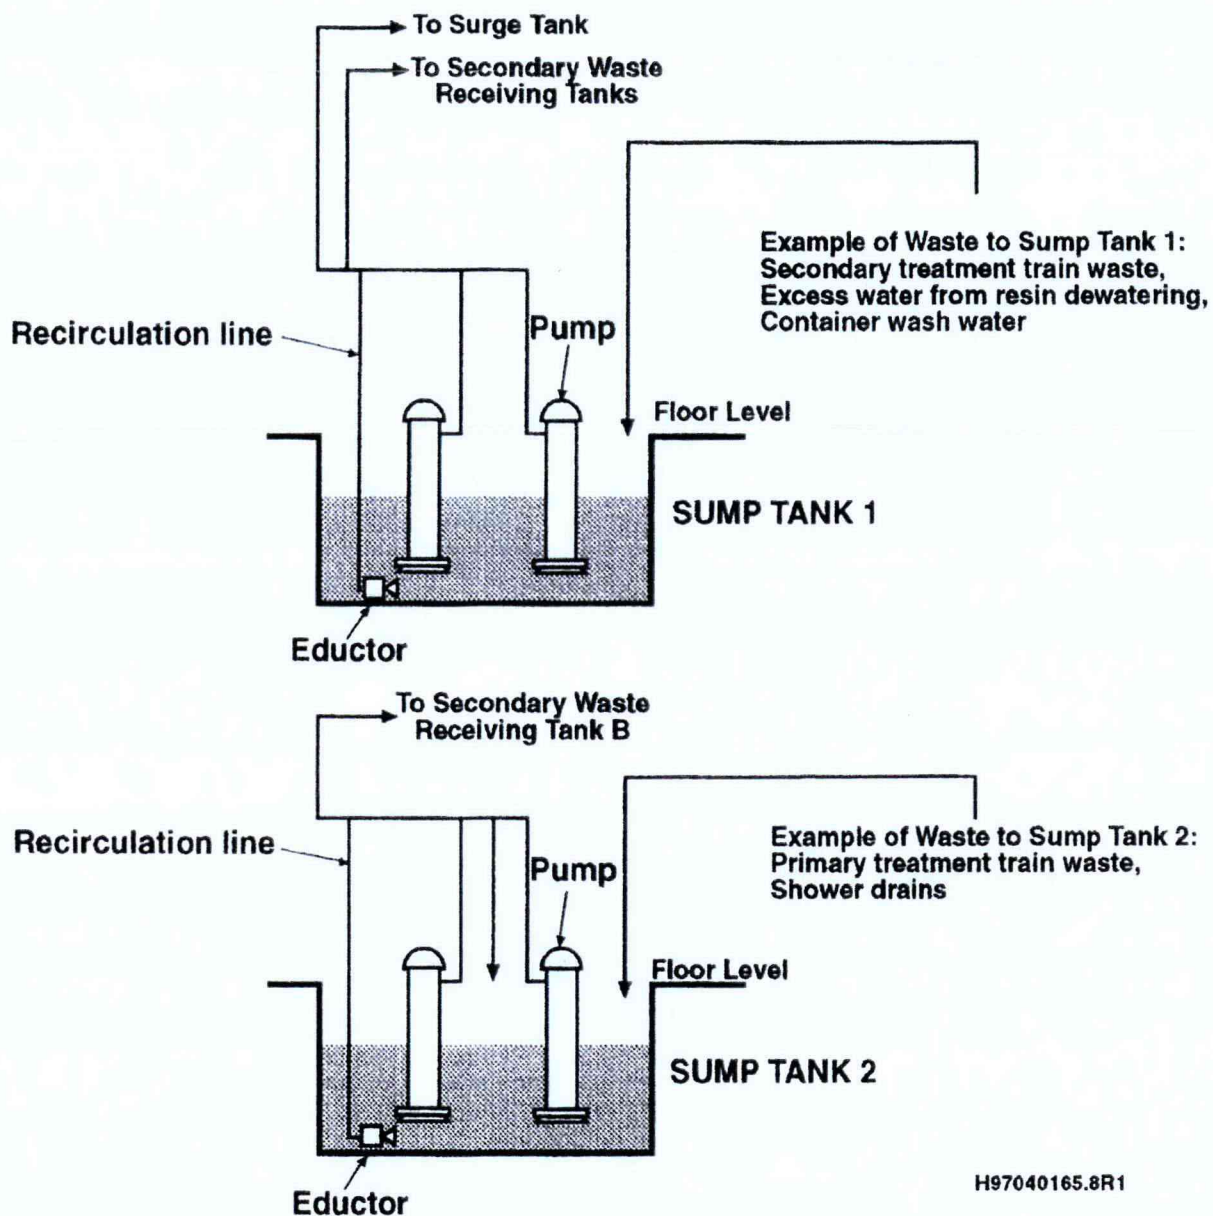 To Surge Tank
To Secondary Waste
Receiving Tanks
Example of Waste to Sump Tank 1:
Secondary treatment train waste,
Excess water from resin dewatering,
Container wash water
Recirculation line
Pump
Floor Level
SUMP TANK 1
Eductor
To Secondary Waste
Receiving Tank B
Example of Waste to Sump Tank 2:
Primary treatment train waste,
Shower drains
Recirculation line
Pump
Floor Level
SUMP TANK 2
Eductor
H97040165.8R1